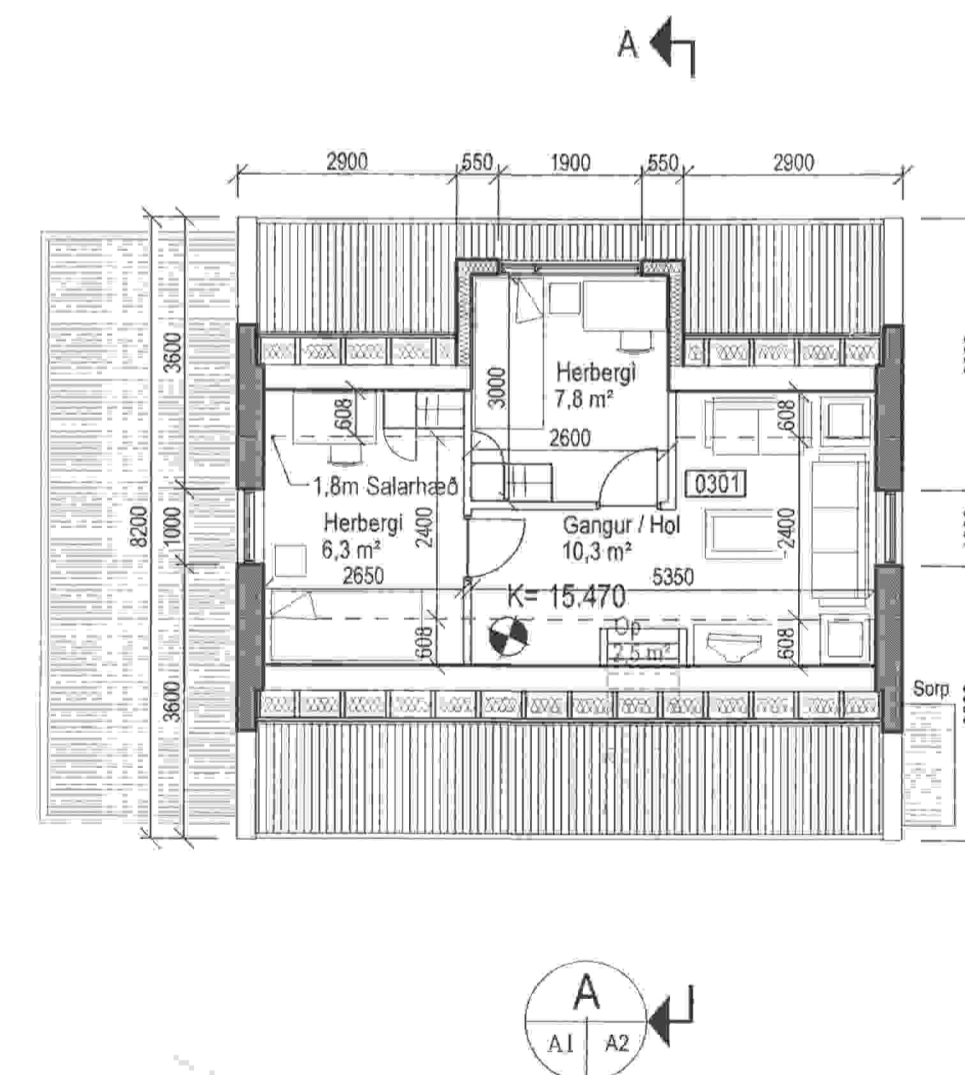 A
2900 550 1900 550 2900
3600
1000
8200
3600
3000
Herbergi
7,8 m²
2600
608
608
1,8m Salarhæð
0301
Herbergi
6,3 m²
2400
Gangur / Hol
10,3 m²
2400
2650
5350
K= 15.470
Op
2,5 m²
608
608
Sorp
A
A1 A2